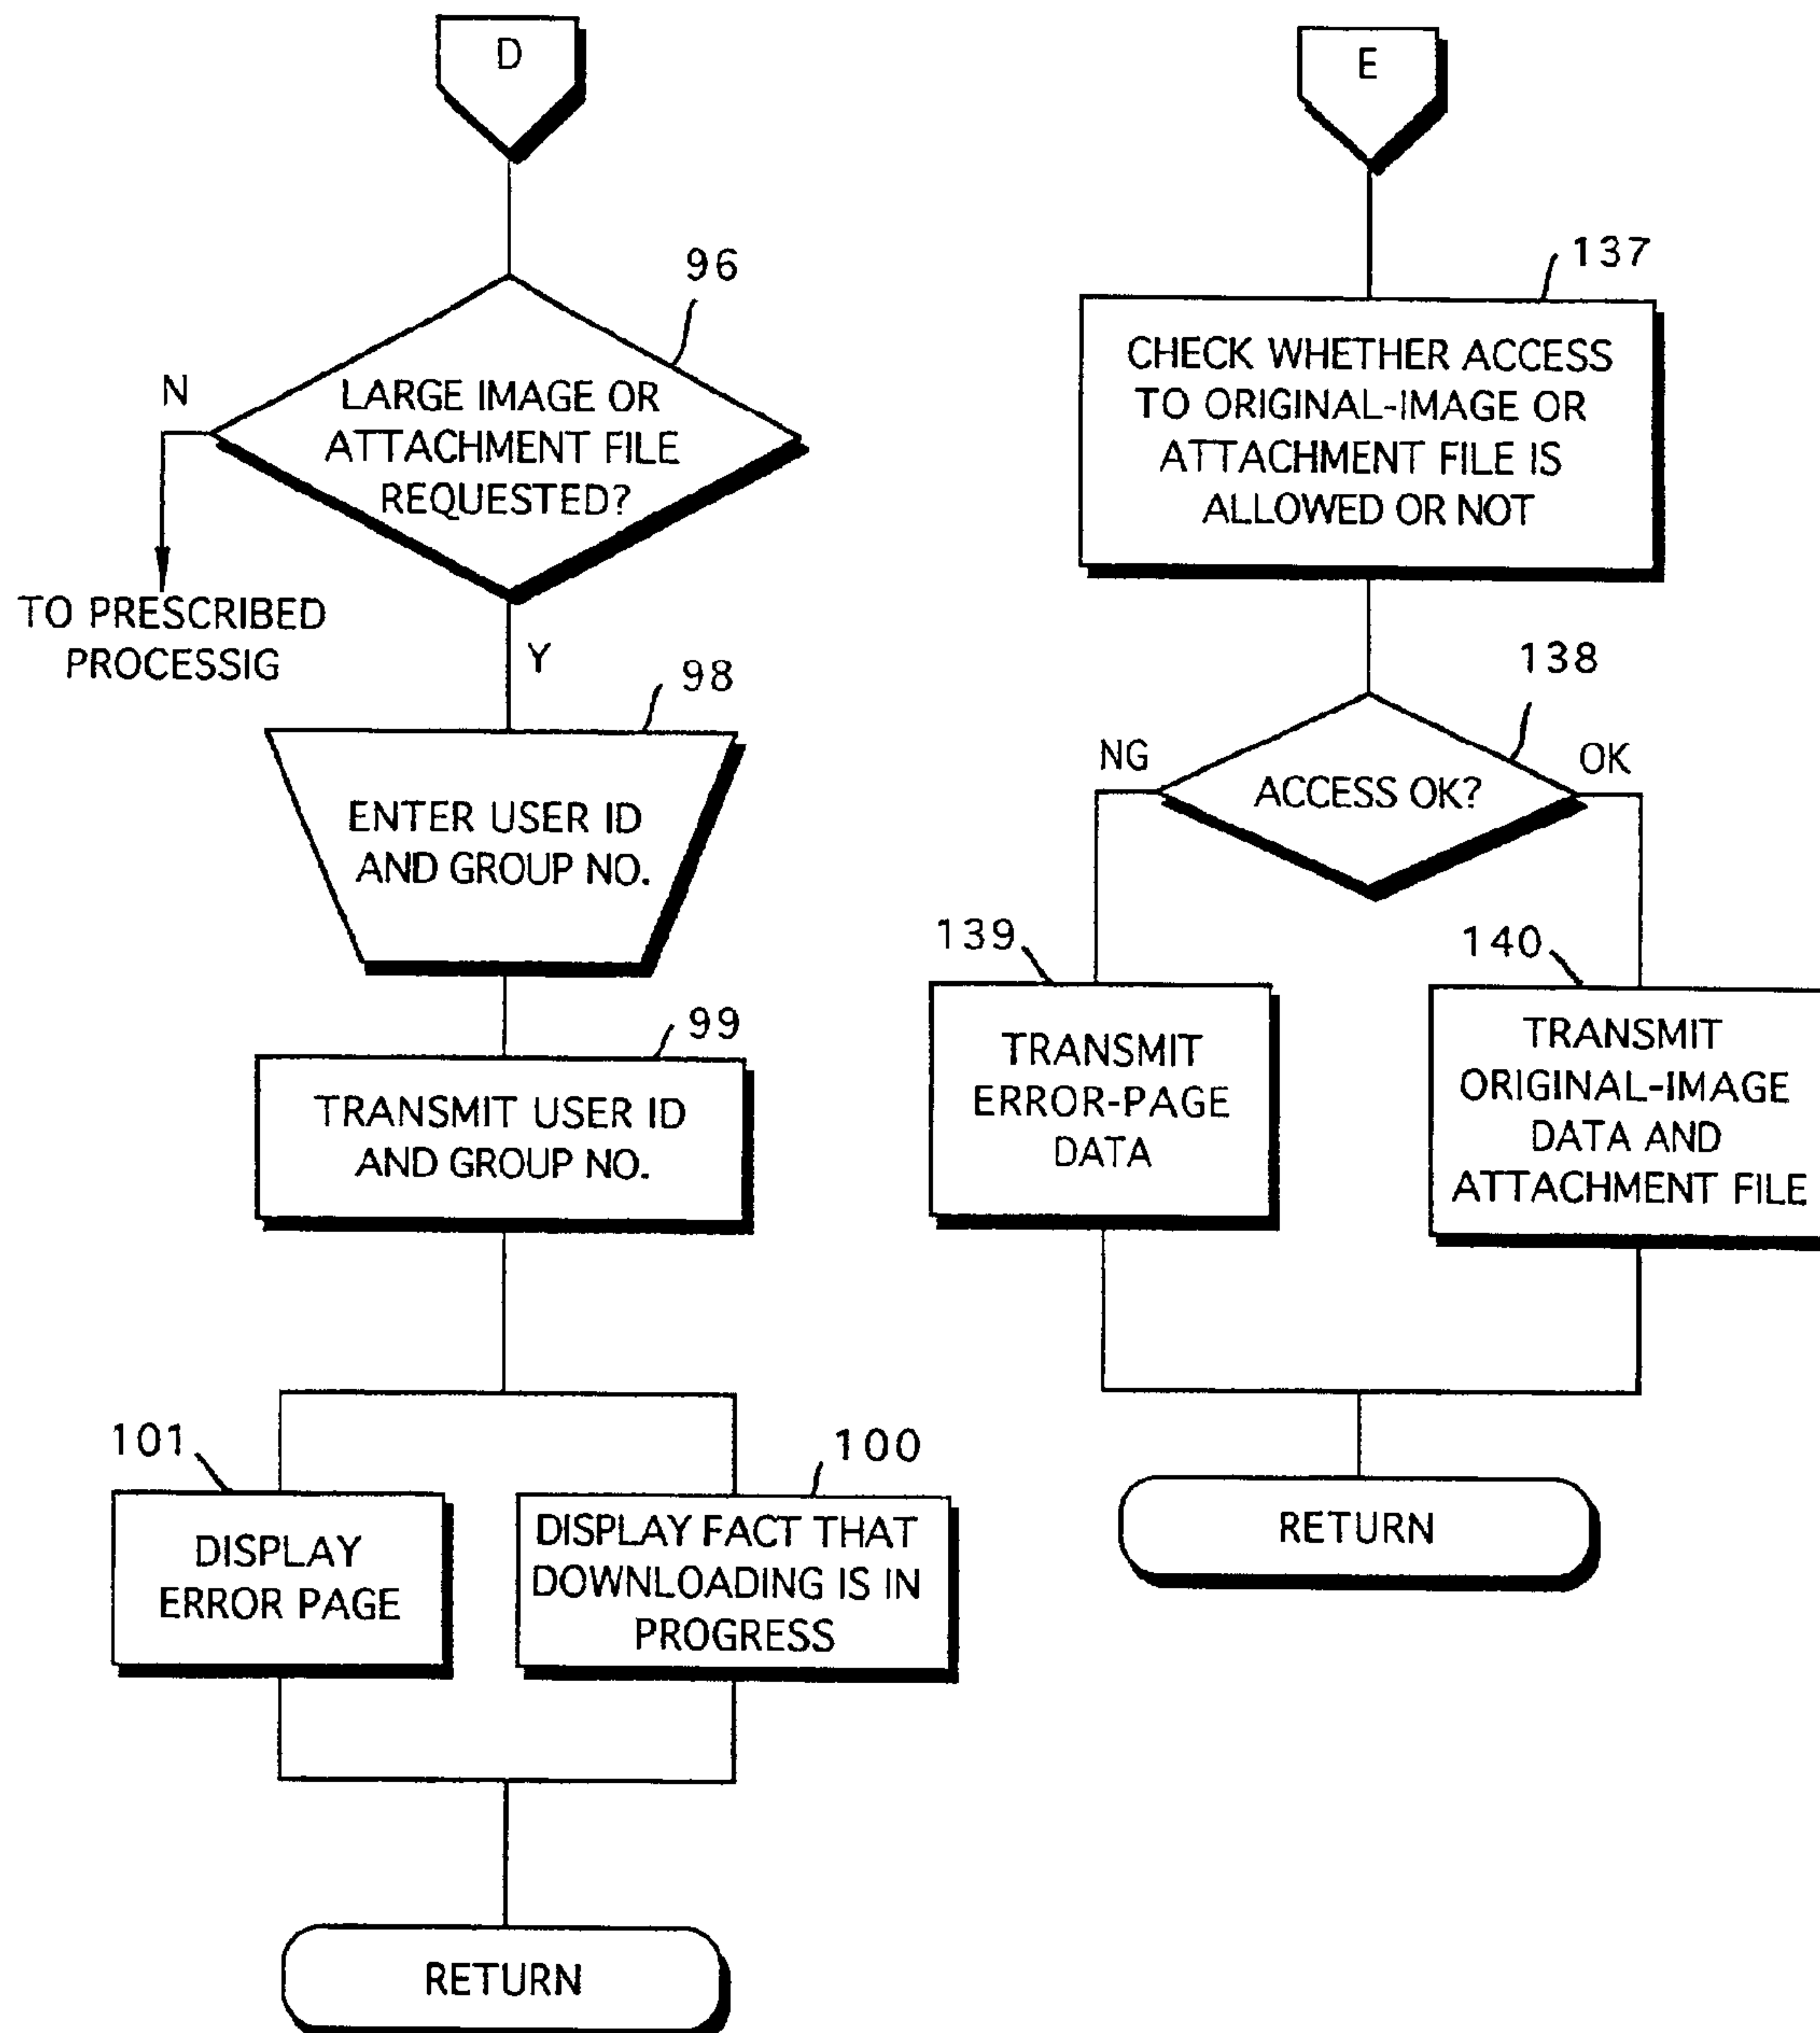 D
96
N
LARGE IMAGE OR
ATTACHMENT FILE
REQUESTED?
TO PRESCRIBED
PROCESSIG
Y
98
ENTER USER ID
AND GROUP NO.
99
TRANSMIT USER ID
AND GROUP NO.
101
DISPLAY
ERROR PAGE
100
DISPLAY FACT THAT
DOWNLOADING IS IN
PROGRESS
RETURN
E
137
CHECK WHETHER ACCESS
TO ORIGINAL-IMAGE OR
ATTACHMENT FILE IS
ALLOWED OR NOT
138
NG
ACCESS OK?
OK
139
TRANSMIT
ERROR-PAGE
DATA
140
TRANSMIT
ORIGINAL-IMAGE
DATA AND
ATTACHMENT FILE
RETURN